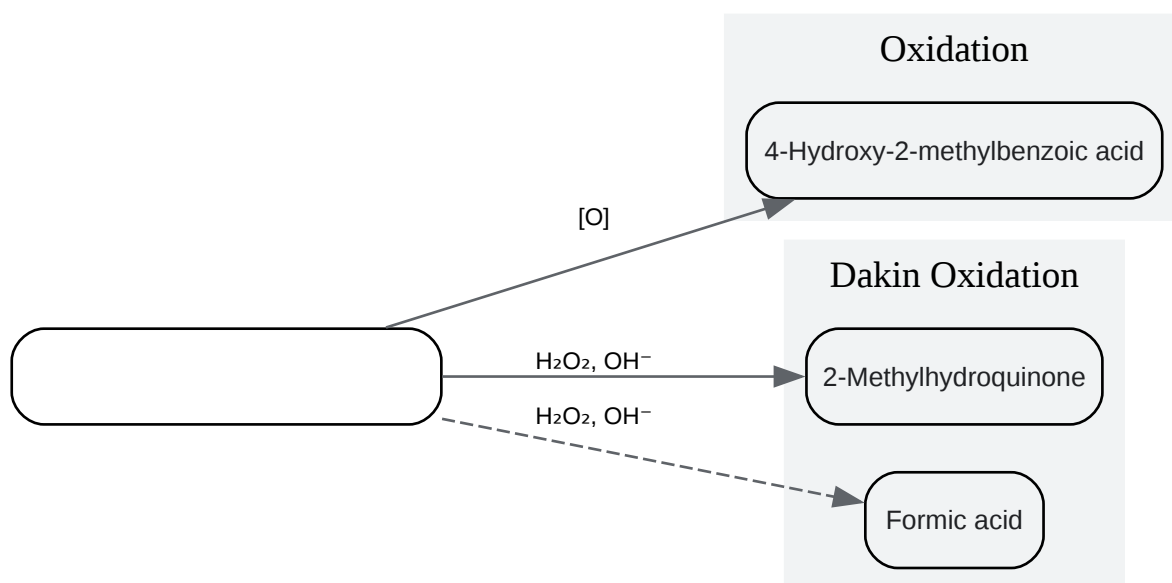 Oxidation
4-Hydroxy-2-methylbenzoic acid
[O]
Dakin Oxidation
H₂O₂, OH⁻
2-Methylhydroquinone
H₂O₂, OH⁻
Formic acid